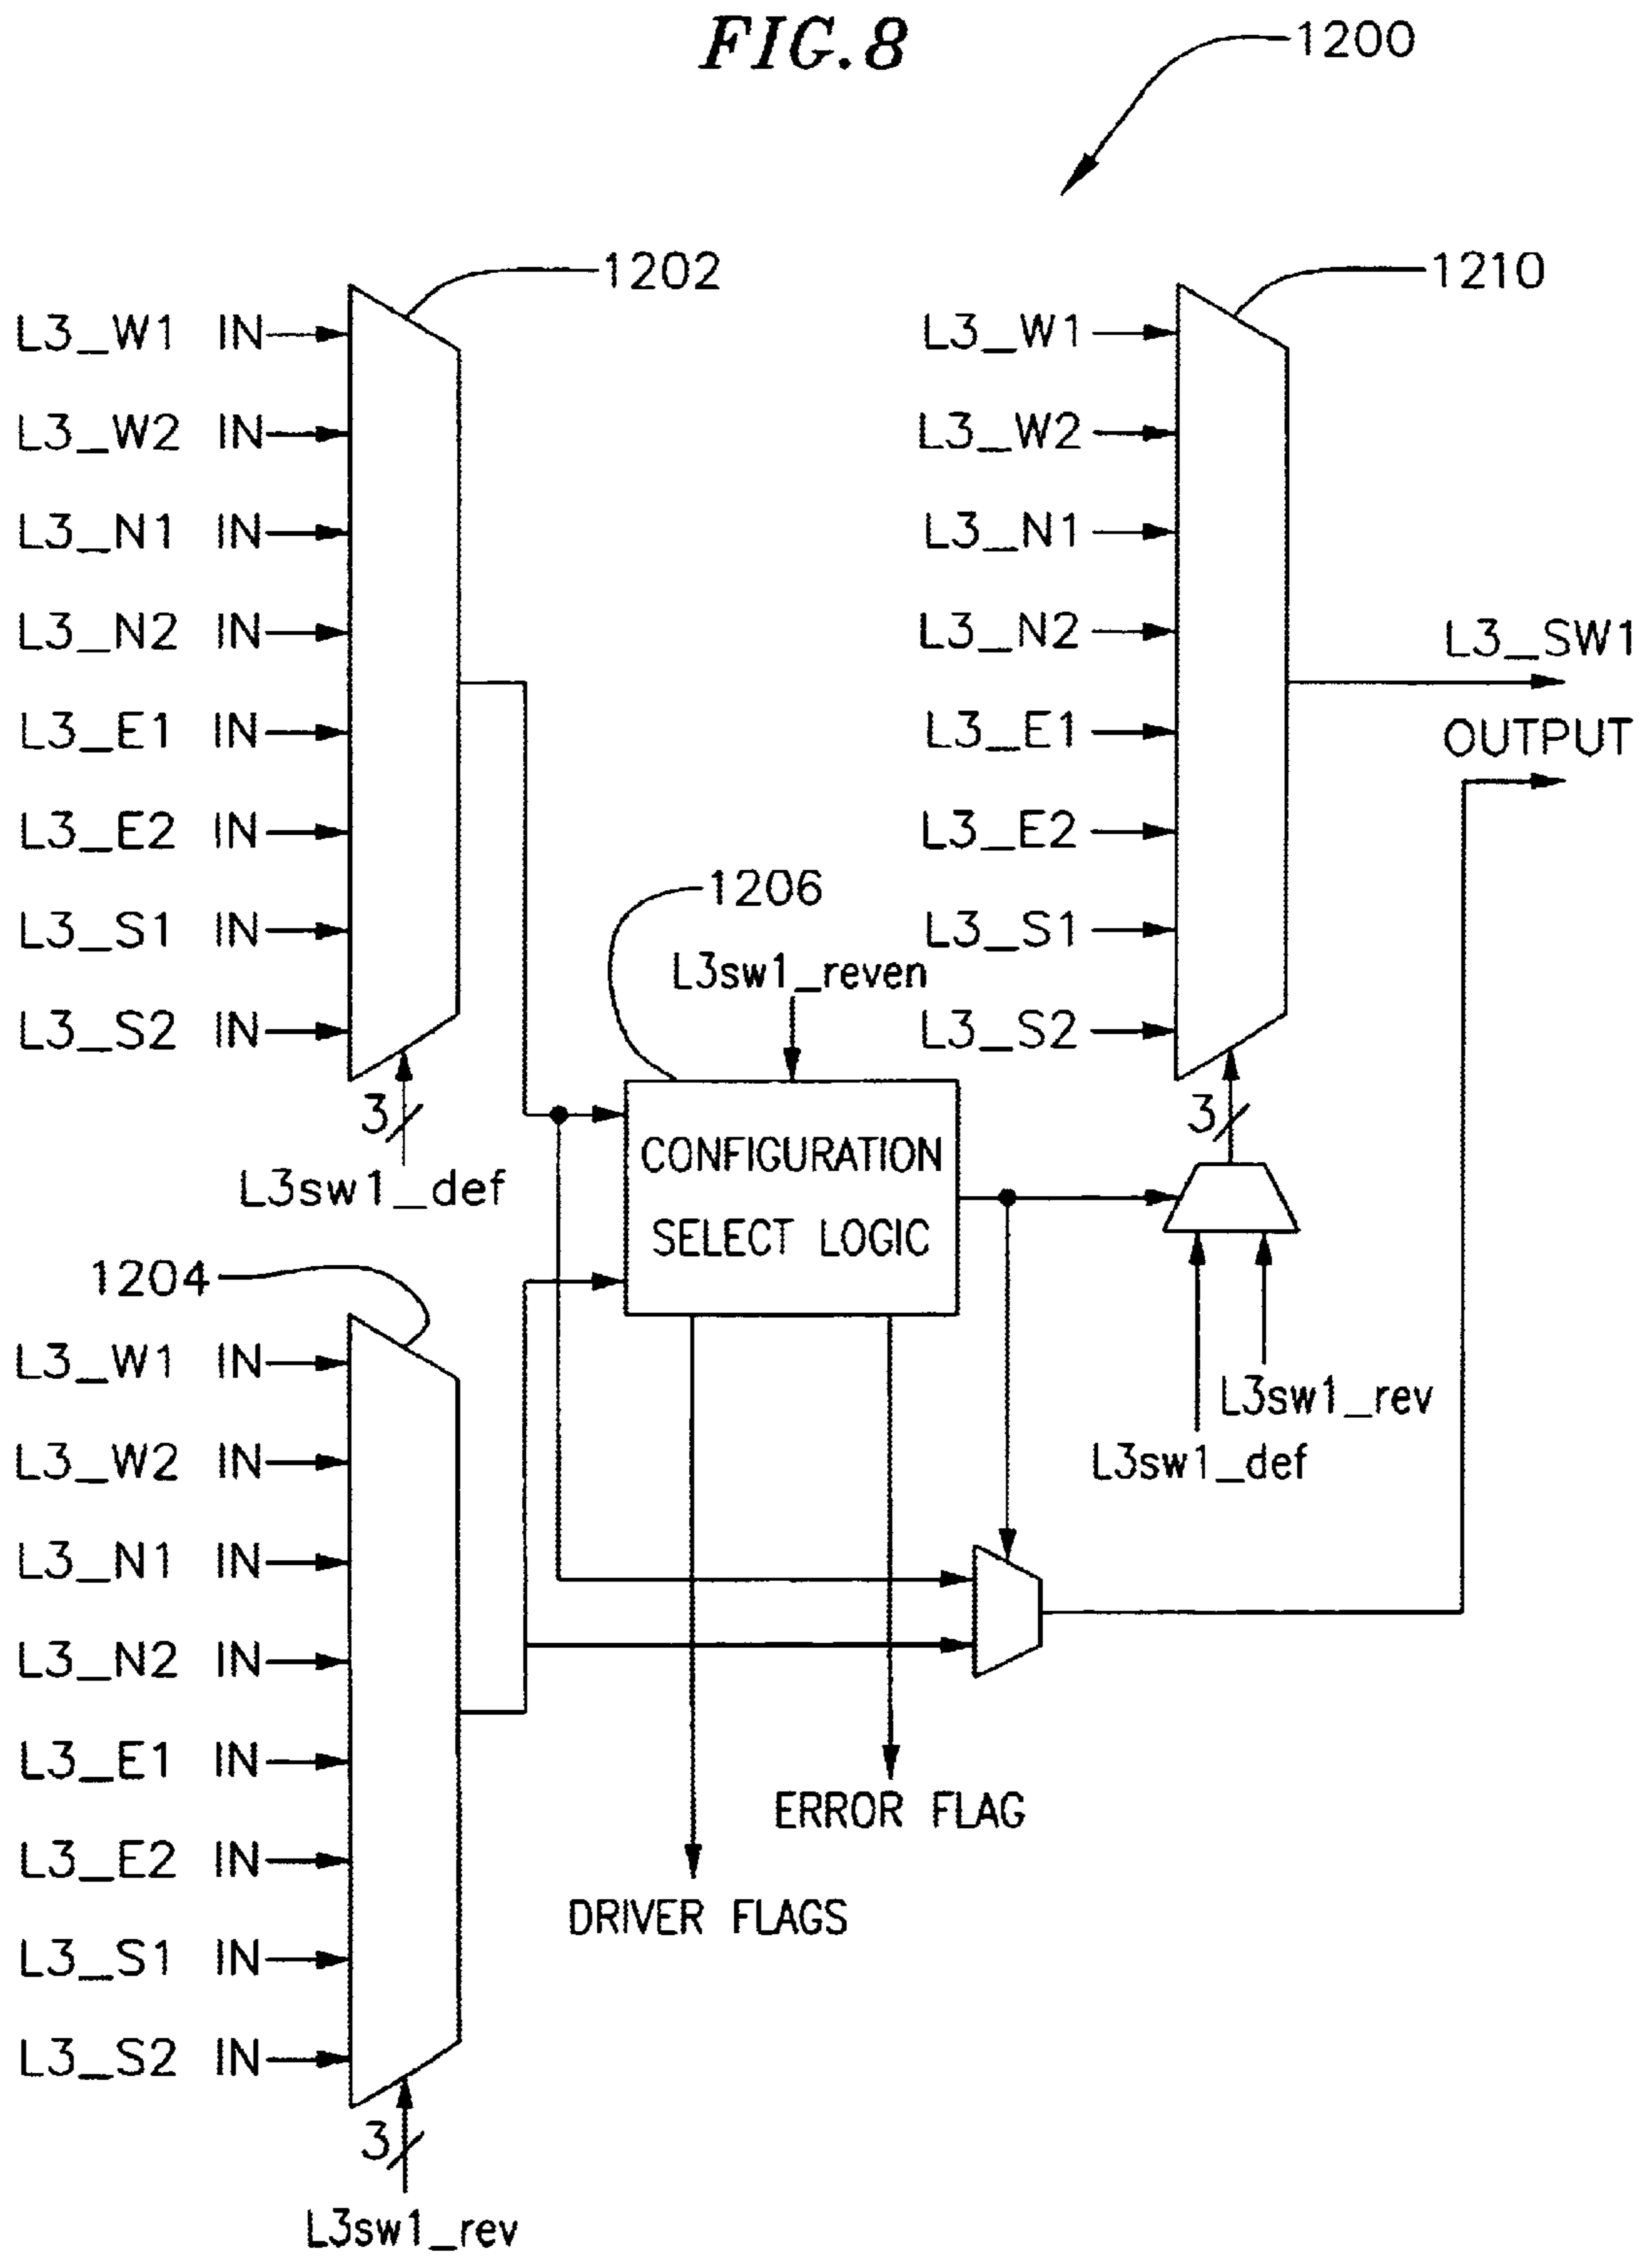 FIG.8
1200
1202
L3_W1 IN
L3_W2 IN
L3_N1 IN
L3_N2 IN
L3_E1 IN
L3_E2 IN
L3_S1 IN
L3_S2 IN
3
L3sw1_def
1210
L3_W1
L3_W2
L3_N1
L3_N2
L3_E1
L3_E2
L3_S1
L3_S2
3
L3_SW1
OUTPUT
1206
L3sw1_reven
CONFIGURATION
SELECT LOGIC
L3sw1_rev
L3sw1_def
1204
L3_W1 IN
L3_W2 IN
L3_N1 IN
L3_N2 IN
L3_E1 IN
L3_E2 IN
L3_S1 IN
L3_S2 IN
3
L3sw1_rev
ERROR FLAG
DRIVER FLAGS